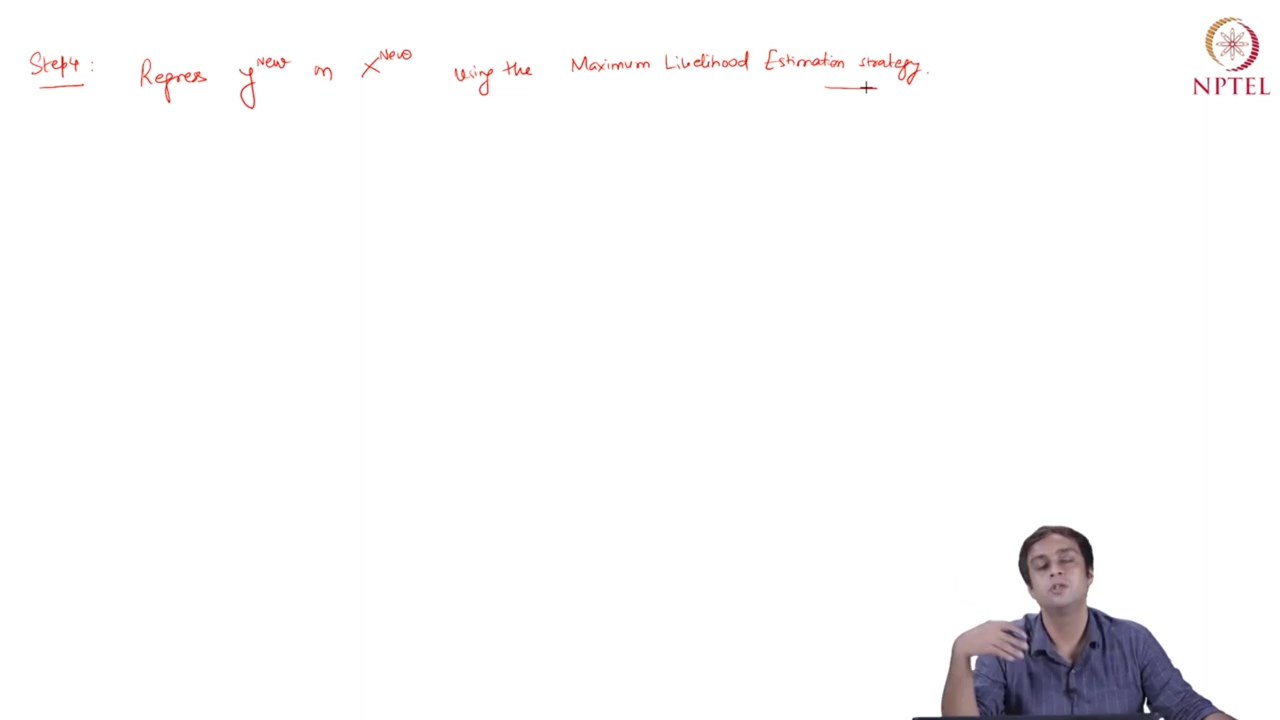 Step4 : Regress y^New on X^New using the Maximum Likelihood Estimation strategy.
NPTEL